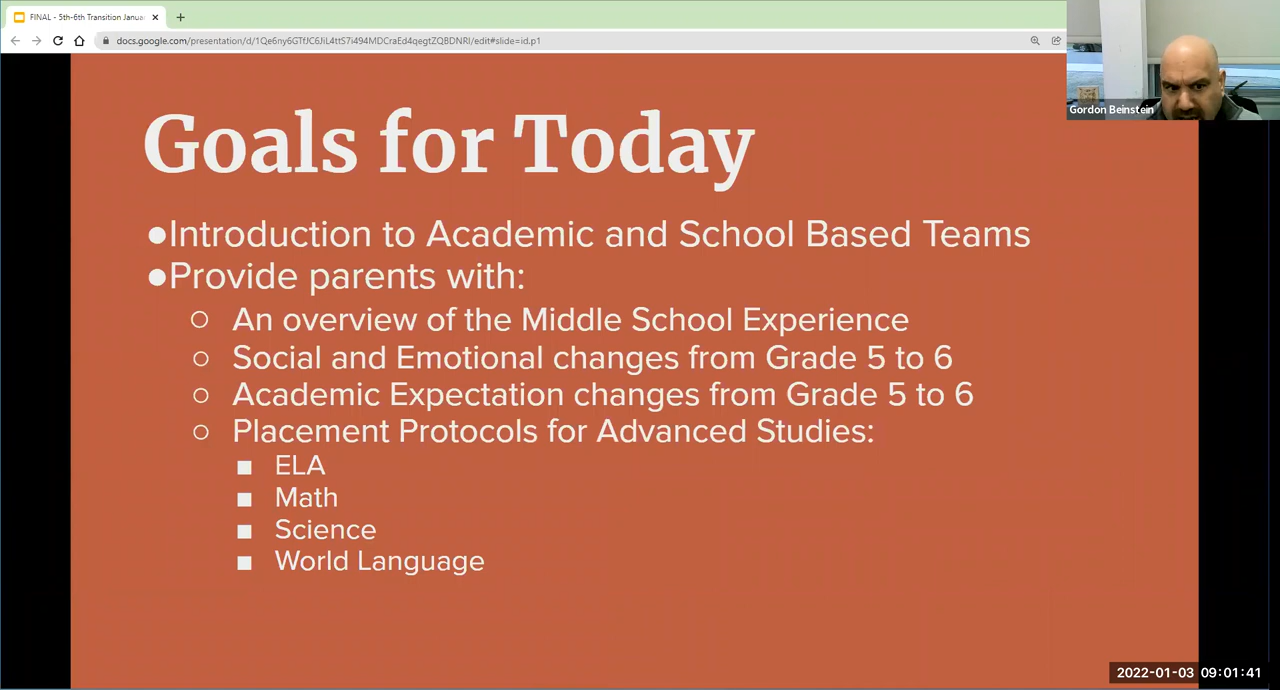 FINAL - 5th-6th Transition Janua
docs.google.com/presentation/d/1Qe6ny6GTfJC6JiL4ttS7i494MDCraEd4qegtZQBDNRI/edit#slide=id.p1
Gordon Beinstein
Goals for Today
●Introduction to Academic and School Based Teams
●Provide parents with:
○ An overview of the Middle School Experience
○ Social and Emotional changes from Grade 5 to 6
○ Academic Expectation changes from Grade 5 to 6
○ Placement Protocols for Advanced Studies:
■ ELA
■ Math
■ Science
■ World Language
2022-01-03 09:01:41